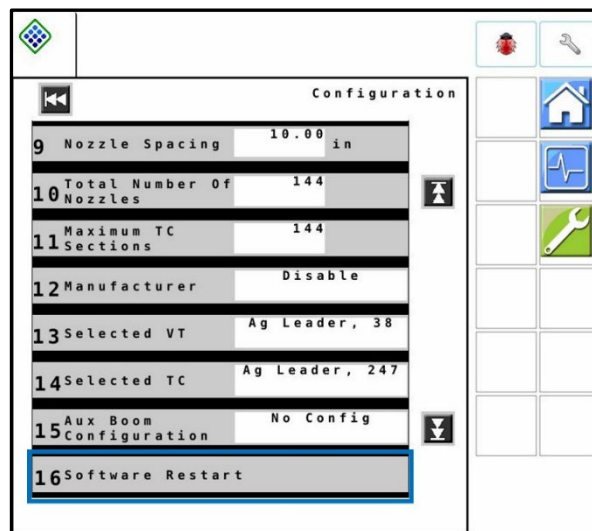 Configuration
9 Nozzle Spacing 10.00 in
10 Total Number Of 144
Nozzles
11 Maximum TC 144
Sections
12 Manufacturer Disable
13 Selected VT Ag Leader, 38
14 Selected TC Ag Leader, 247
15 Aux Boom No Config
Configuration
16 Software Restart